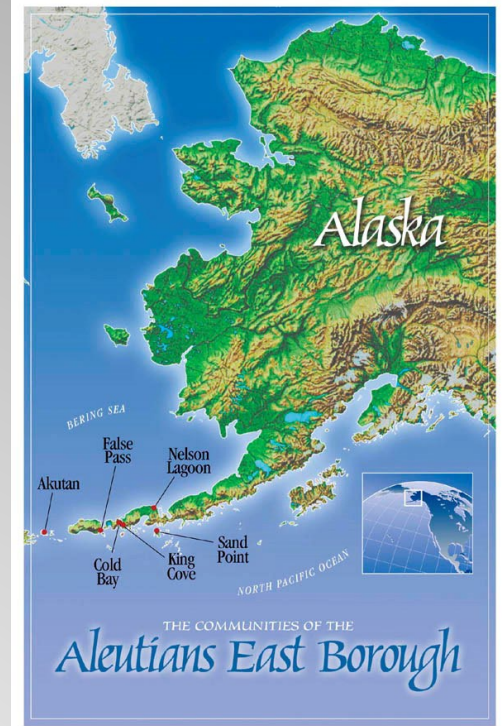 Alaska
BERING SEA
False
Pass
Nelson
Lagoon
Akutan
Cold
Bay
King
Cove
Sand
Point
NORTH PACIFIC OCEAN
THE COMMUNITIES OF THE
Aleutians East Borough